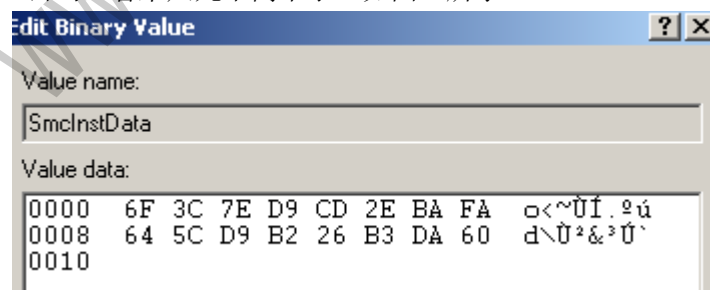 Edit Binary Value
Value name:
SmcInstData
Value data:
0000 6F 3C 7E D9 CD 2E BA FA o<~ÙÍ.ºú
0008 64 5C D9 B2 26 B3 DA 60 d\Ù²&³Ú`
0010